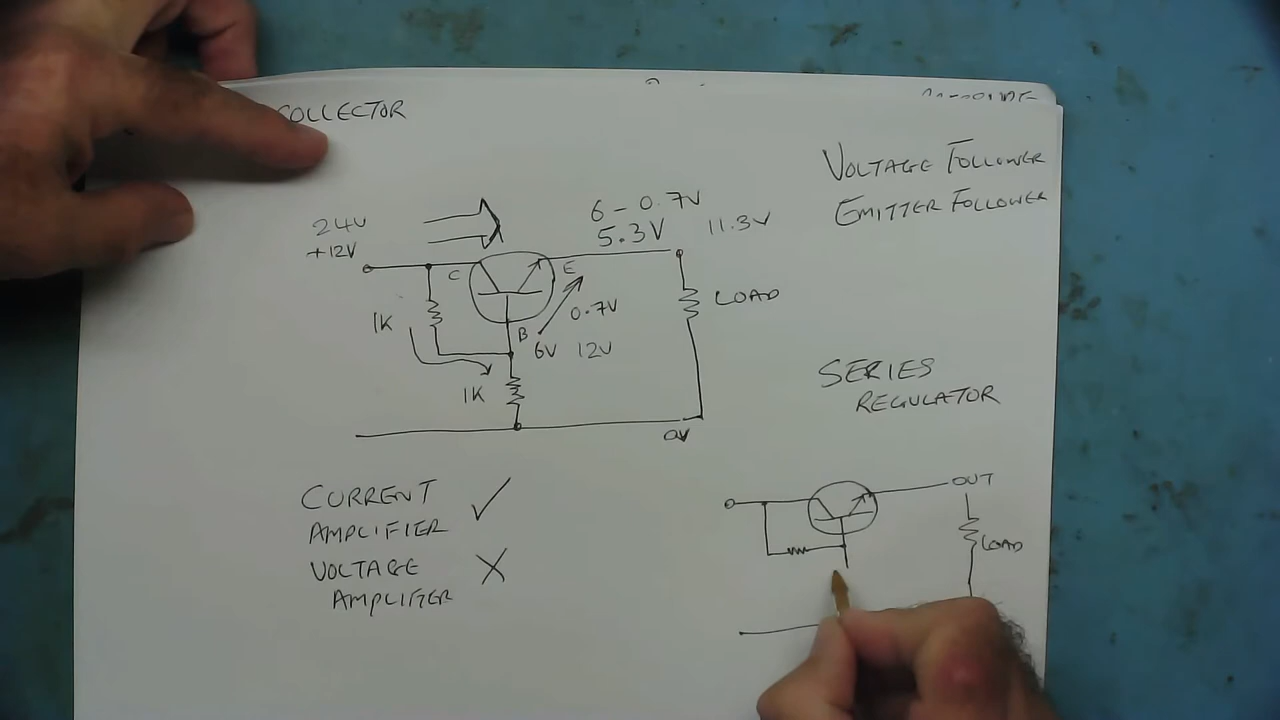 COLLECTOR
VOLTAGE FOLLOWER
EMITTER FOLLOWER
24V
+12V
6-0.7V
5.3V
11.3V
C
E
0.7V
LOAD
1K
B
6V 12V
1K
0V
SERIES
REGULATOR
CURRENT
AMPLIFIER ✓
VOLTAGE
AMPLIFIER X
OUT
LOAD